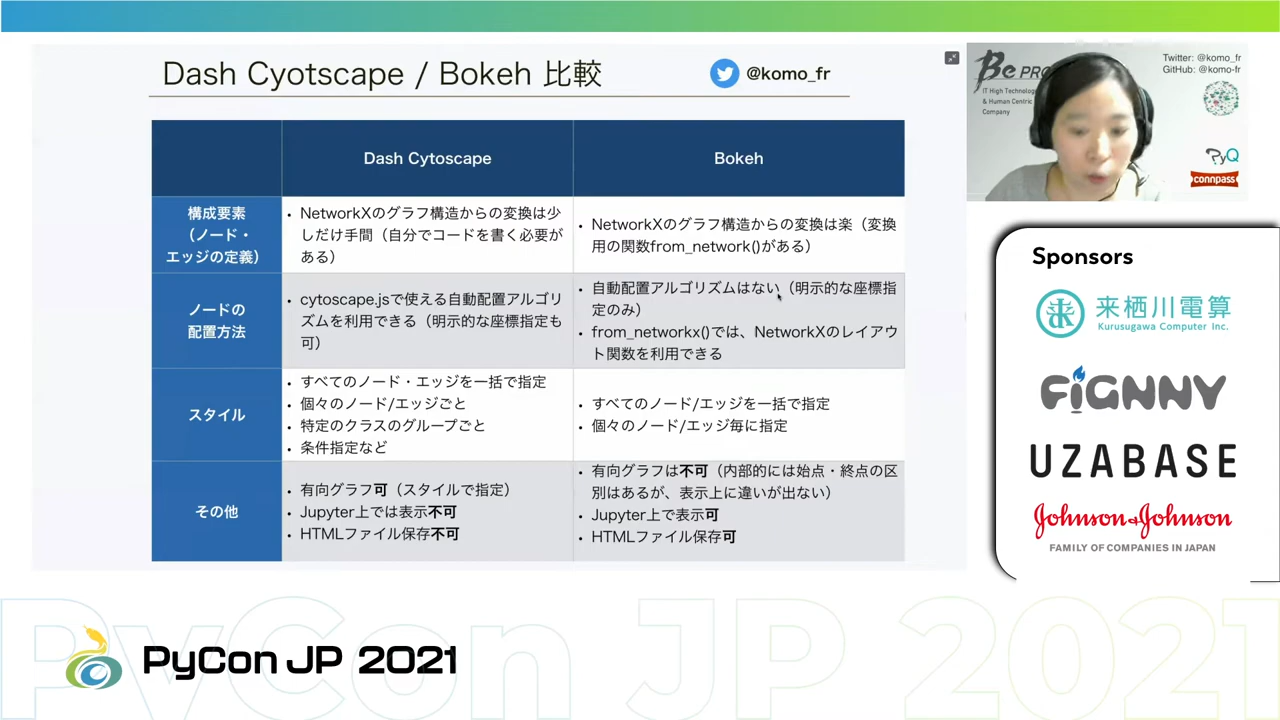 Dash Cyotscape / Bokeh 比較
@komo_fr
Dash Cytoscape
Bokeh
構成要素
（ノード・
エッジの定義）
• NetworkXのグラフ構造からの変換は少
しだけ手間（自分でコードを書く必要が
ある）
• NetworkXのグラフ構造からの変換は楽（変換
用の関数from_network()がある）
ノードの
配置方法
• cytoscape.jsで使える自動配置アルゴリ
ズムを利用できる（明示的な座標指定も
可）
• 自動配置アルゴリズムはない（明示的な座標指
定のみ）
• from_networkx()では、NetworkXのレイアウ
ト関数を利用できる
スタイル
• すべてのノード・エッジを一括で指定
• 個々のノード/エッジごと
• 特定のクラスのグループごと
• 条件指定など
• すべてのノード/エッジを一括で指定
• 個々のノード/エッジ毎に指定
その他
• 有向グラフ可（スタイルで指定）
• Jupyter上では表示不可
• HTMLファイル保存不可
• 有向グラフは不可（内部的には始点・終点の区
別はあるが、表示上に違いが出ない）
• Jupyter上で表示可
• HTMLファイル保存可
Be PRO
IT High Technolog
& Human Centric
Company
Twitter: @komo_fr
GitHub: @komo-fr
PyQ
connpass
Sponsors
来栖川電算
Kurusugawa Computer Inc.
FiGNNY
UZABASE
Johnson & Johnson
FAMILY OF COMPANIES IN JAPAN
PyCon JP 2021
PyCon JP 2021